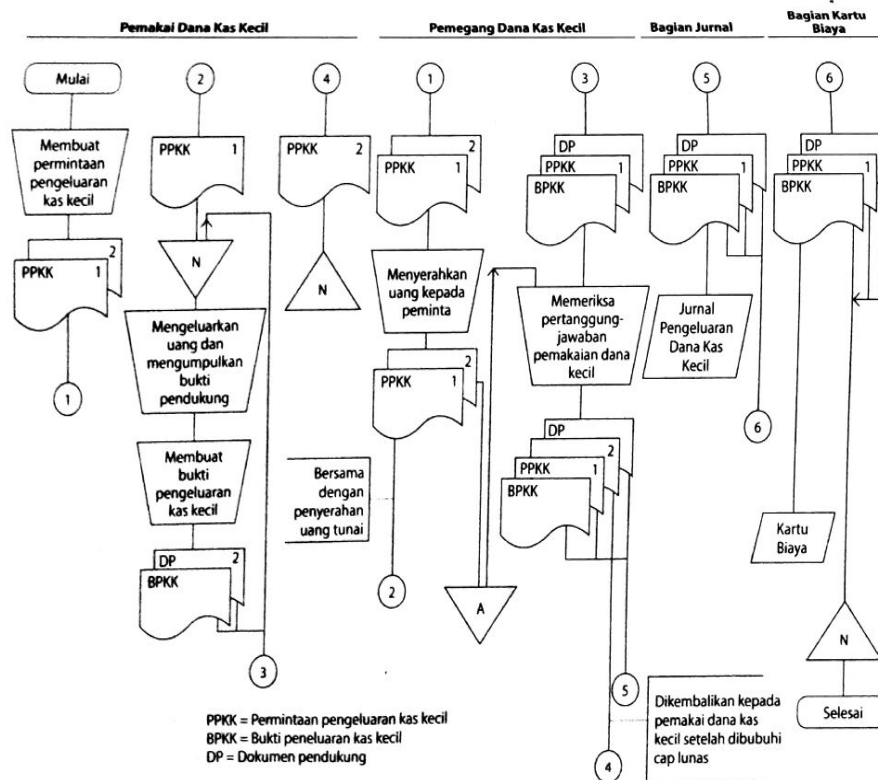 Pemakai Dana Kas Kecil
Mulai
Membuat
permintaan
pengeluaran
kas kecil
2
PPKK 1
1
2
PPKK 1
N
Mengeluarkan
uang dan
mengumpulkan
bukti
pendukung
Membuat
bukti
pengeluran
kas kecil
DP 2
BPKK
3
4
PPKK 2
N
Pemegang Dana Kas Kecil
1
2
PPKK 1
Menyerahkan
uang kepada
peminta
2
PPKK 1
Bersama
dengan
penyerahan
uang tunai
2
A
3
DP
PPKK 1
BPKK
Memeriksa
pertanggung-
jawaban
pemakaian dana
kecil
DP
2
PPKK 1
BPKK
5
4
Dikembalikan kepada
pemakai dana kas
kecil setelah dibubuhi
cap lunas
Bagian Jurnal
5
DP
PPKK 1
BPKK
Jurnal
Pengeluaran
Dana Kas
Kecil
6
Bagian Kartu
Biaya
6
DP
PPKK 1
BPKK
Kartu
Biaya
N
Selesai
PPKK = Permintaan pengeluaran kas kecil
BPKK = Bukti peneluaran kas kecil
DP = Dokumen pendukung